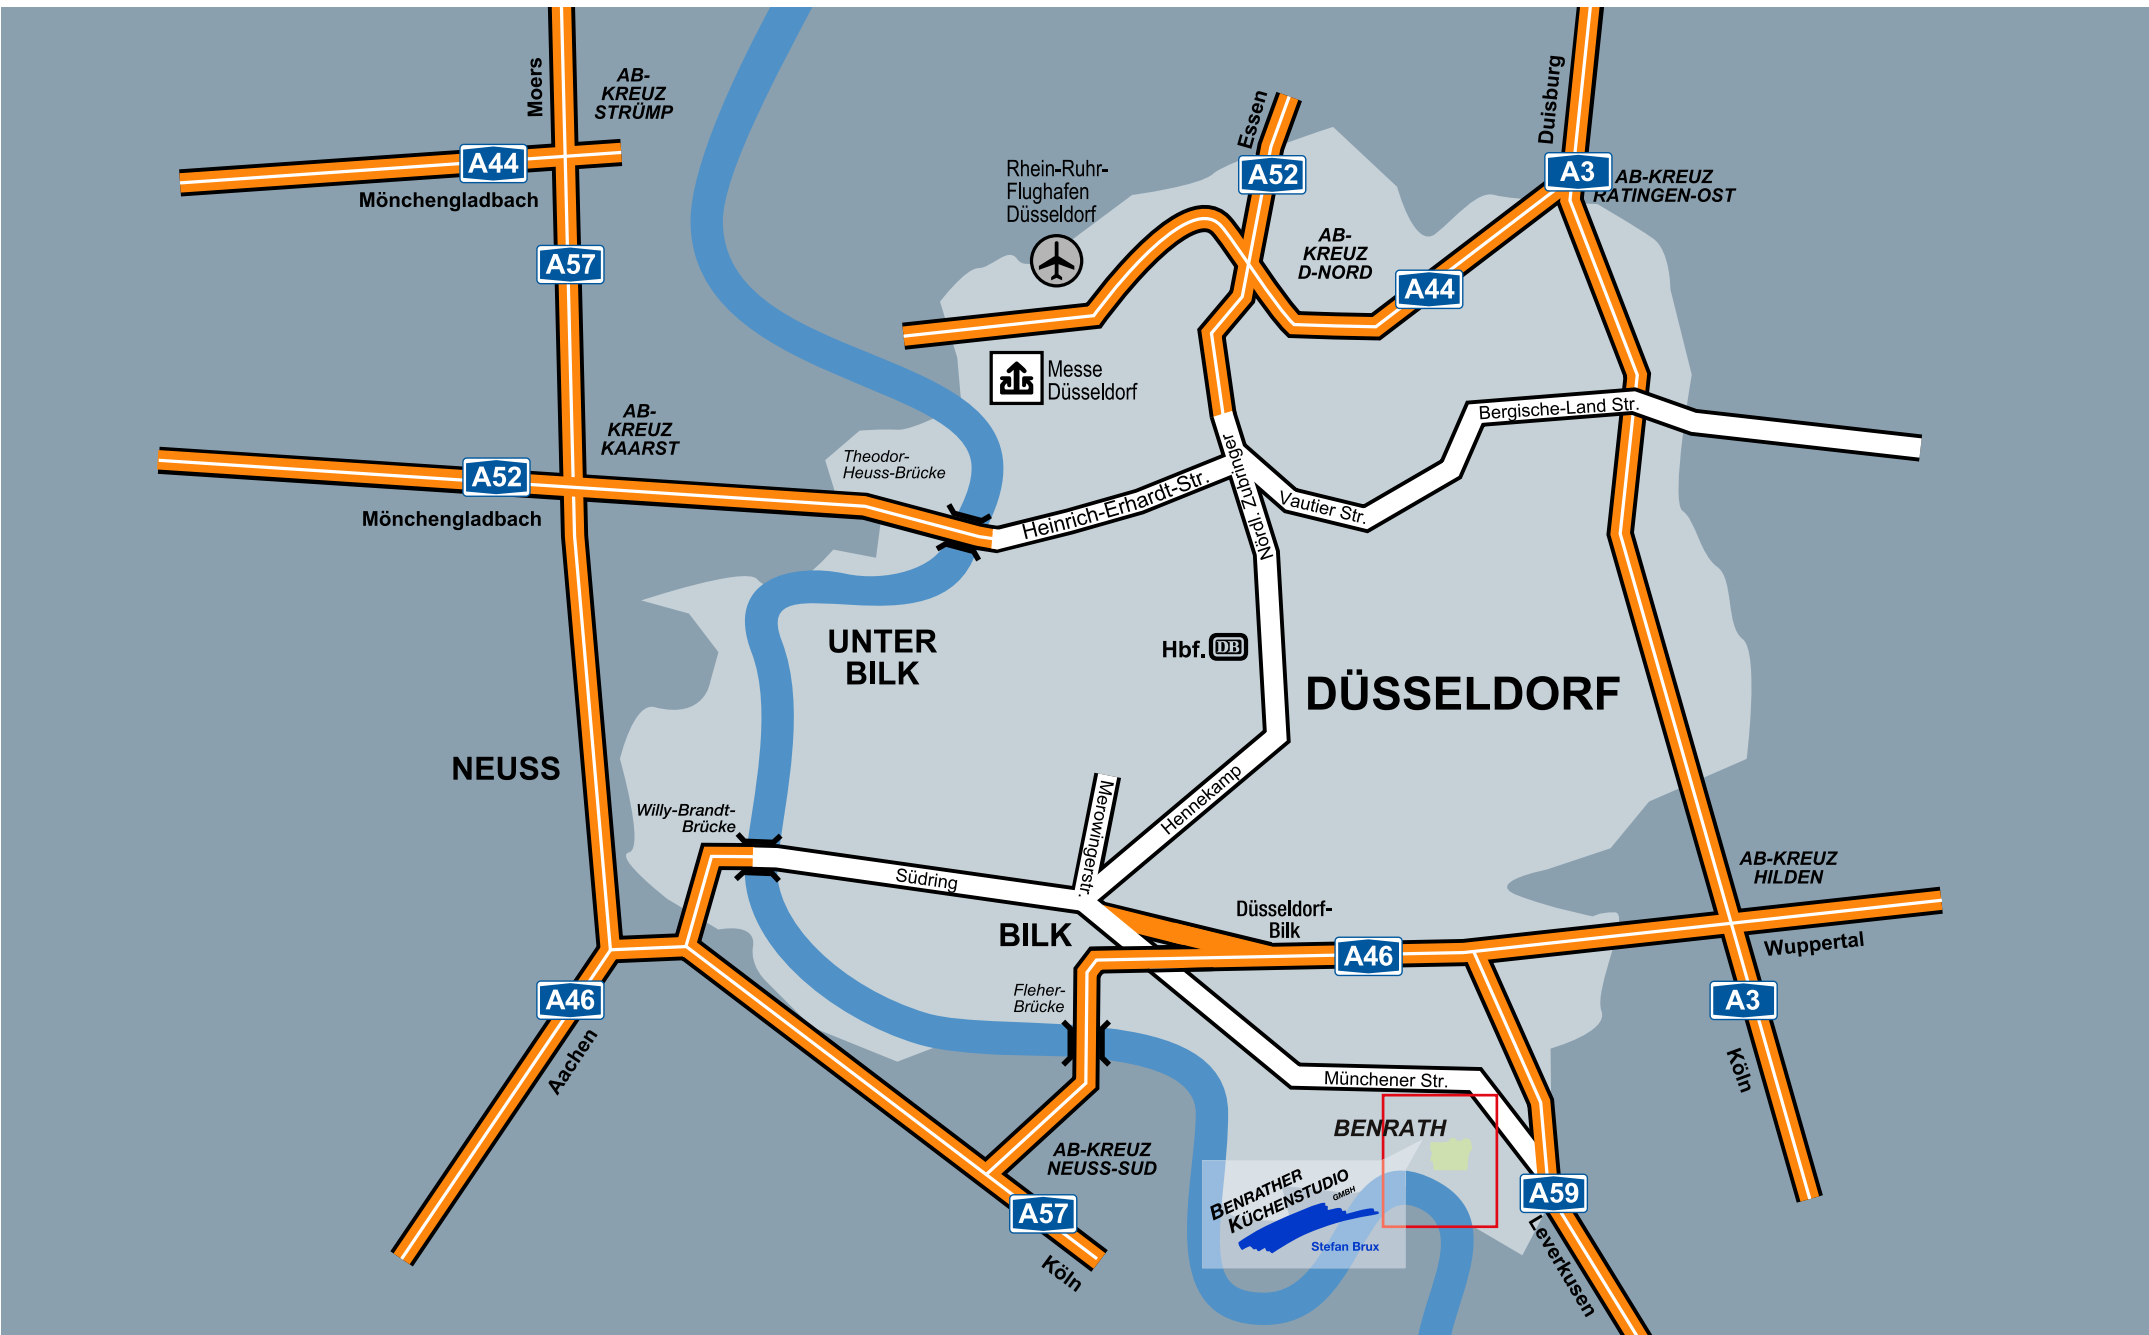 Moers
AB-
KREUZ
STRÜMP
A44
Mönchengladbach
A57
Essen
A52
Duisburg
A3
AB-KREUZ
RATINGEN-OST
Rhein-Ruhr-
Flughafen
Düsseldorf
AB-
KREUZ
D-NORD
A44
Messe
Düsseldorf
Bergische-Land Str.
AB-
KREUZ
KAARST
A52
Mönchengladbach
Theodor-
Heuss-Brücke
Heinrich-Erhardt-Str.
Nördl. Zubringer
Vautier Str.
UNTER
BILK
Hbf.
DB
DÜSSELDORF
NEUSS
Willy-Brandt-
Brücke
Merowingerstr.
Hennekamp
Südring
AB-KREUZ
HILDEN
BILK
Düsseldorf-
Bilk
A46
Wuppertal
A46
Aachen
Fleher-
Brücke
A3
Köln
Münchener Str.
BENRATH
AB-KREUZ
NEUSS-SUD
A57
Köln
BENRATHER
KÜCHENSTUDIO
GMBH
Stefan Brux
A59
Leverkusen